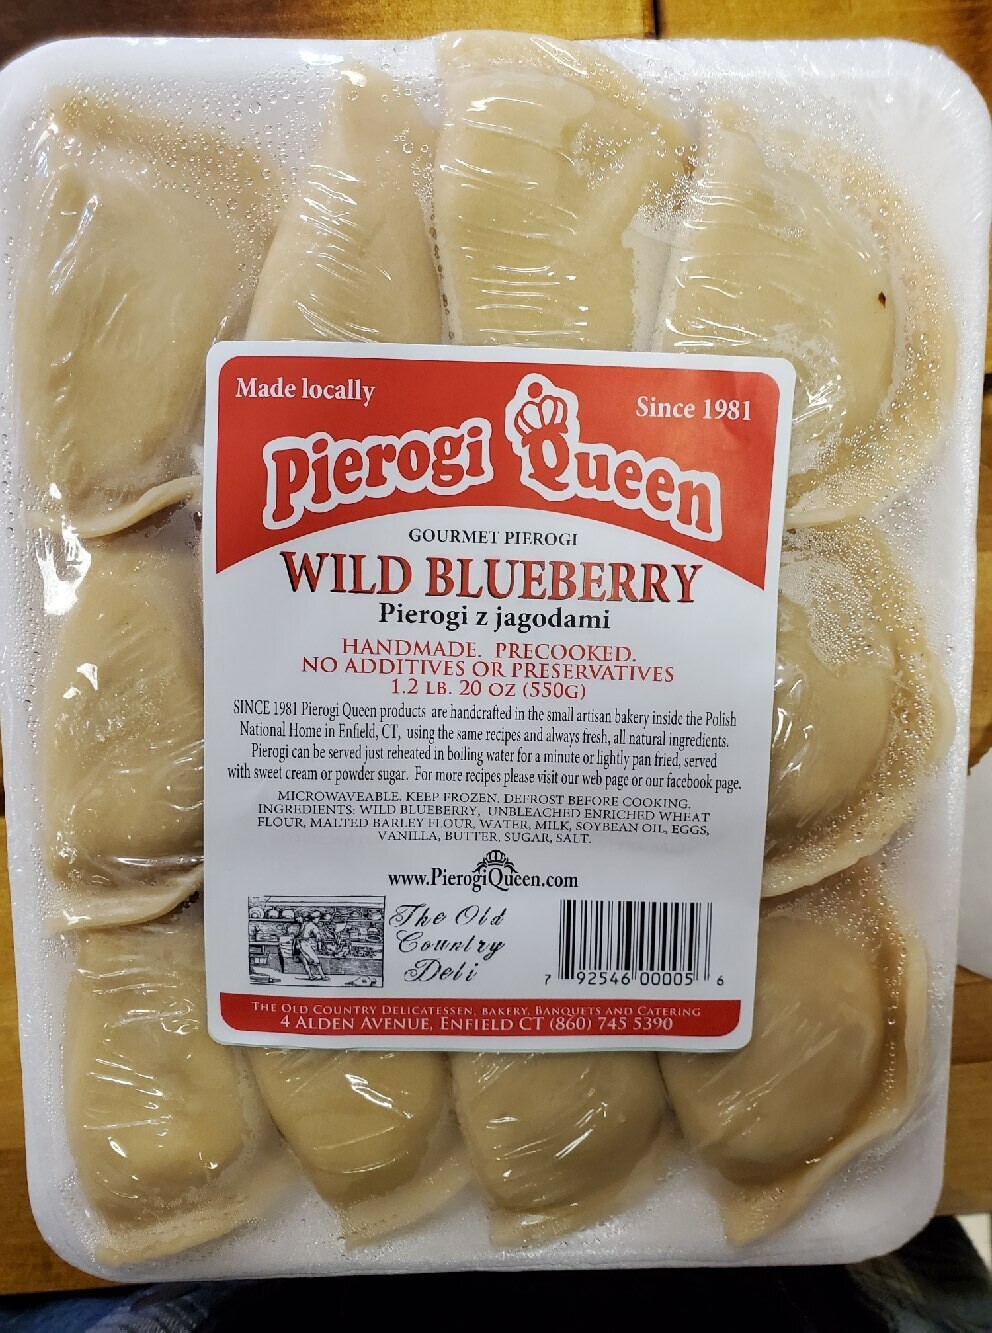 Made locally
Since 1981
Pierogi Queen
GOURMET PIEROGI
WILD BLUEBERRY
Pierogi z jagodami
HANDMADE. PRECOOKED.
NO ADDITIVES OR PRESERVATIVES
1.2 LB. 20 OZ (550G)
SINCE 1981 Pierogi Queen products are handcrafted in the small artisan bakery inside the Polish
National Home in Enfield, CT, using the same recipes and always fresh, all natural ingredients.
Pierogi can be served just reheated in boiling water for a minute or lightly pan fried, served
with sweet cream or powder sugar. For more recipes please visit our web page or our facebook page.
MICROWAVEABLE. KEEP FROZEN. DEFROST BEFORE COOKING.
INGREDIENTS: WILD BLUEBERRY, UNBLEACHED ENRICHED WHEAT
FLOUR, MALTED BARLEY FLOUR, WATER, MILK, SOYBEAN OIL, EGGS,
VANILLA, BUTTER, SUGAR, SALT.
www.PierogiQueen.com
The Old
Country
Deli
7 92546 00005 6
THE OLD COUNTRY DELICATESSEN, BAKERY, BANQUETS AND CATERING
4 ALDEN AVENUE, ENFIELD CT (860) 745 5390